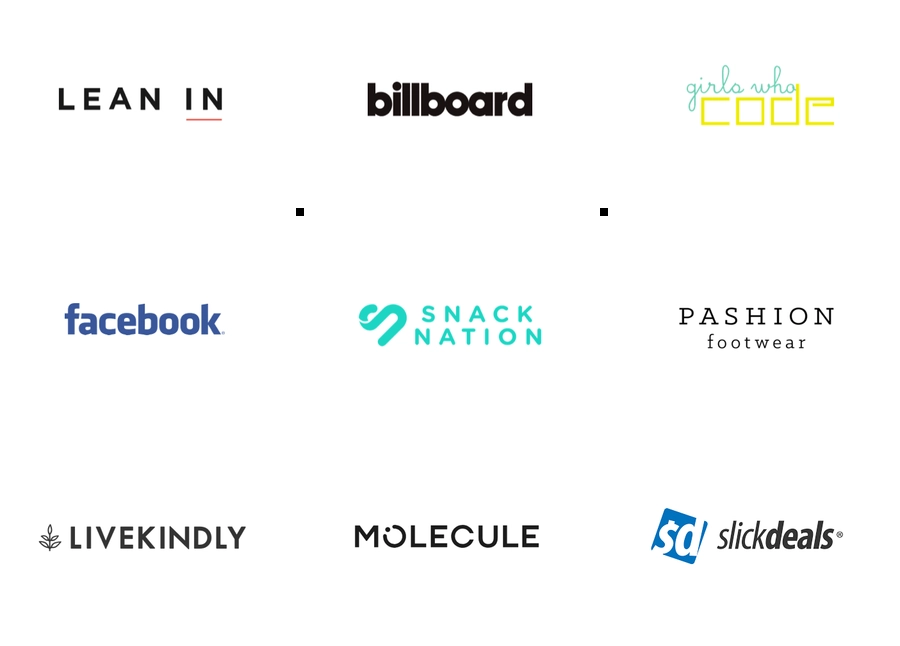 LEAN IN
billboard
girls who
code
facebook®
SNACK
NATION
PASHION
footwear
LIVEKINDLY
MOLECULE
sd slickdeals®